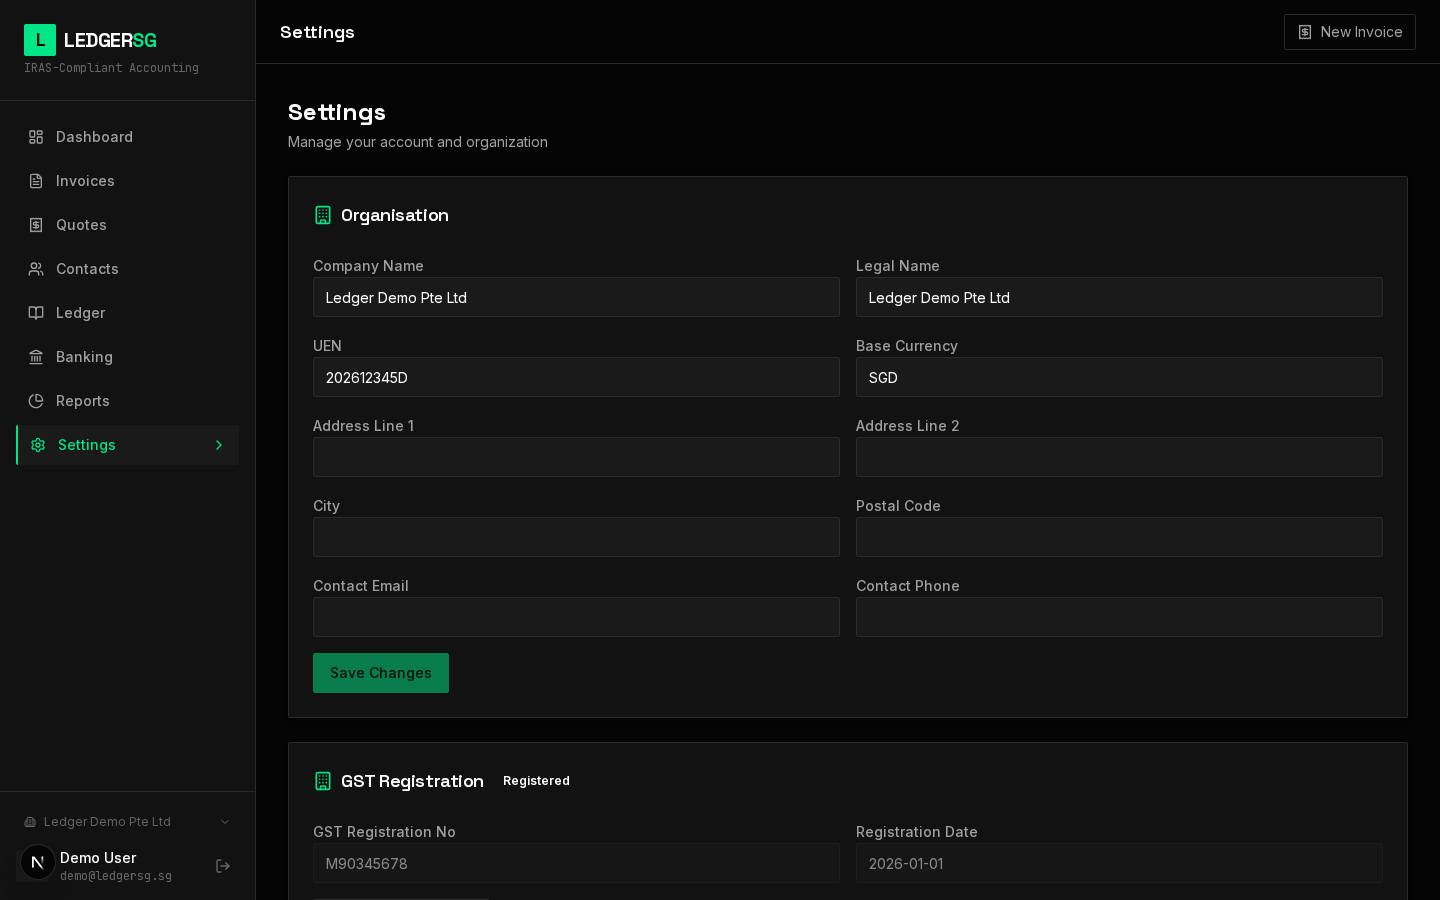 L LEDGERSG
IRAS-Compliant Accounting
Dashboard
Invoices
Quotes
Contacts
Ledger
Banking
Reports
Settings
Ledger Demo Pte Ltd
N
Demo User
demo@ledgersg.sg
Settings
New Invoice
Settings
Manage your account and organization
Organisation
Company Name
Ledger Demo Pte Ltd
Legal Name
Ledger Demo Pte Ltd
UEN
202612345D
Base Currency
SGD
Address Line 1
Address Line 2
City
Postal Code
Contact Email
Contact Phone
Save Changes
GST Registration Registered
GST Registration No
M90345678
Registration Date
2026-01-01